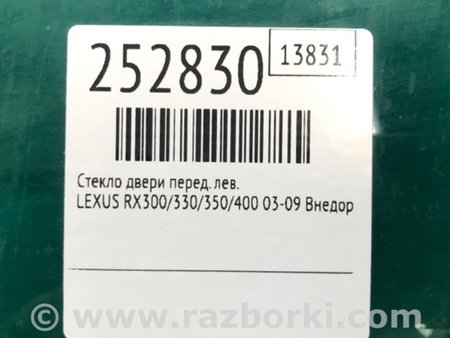 252830
13831
Стекло двери перед. лев.
LEXUS RX300/330/350/400 03-09 Внедор
© www.razborki.com